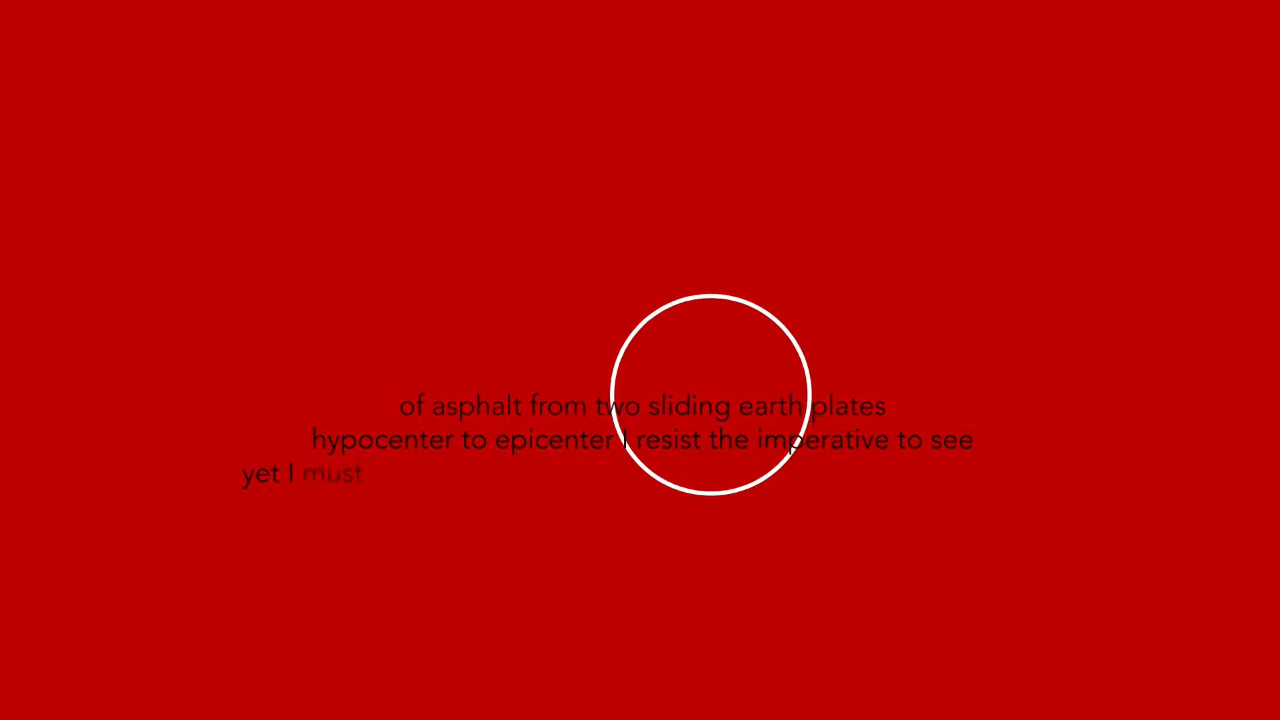 of asphalt from two sliding earth plates
hypocenter to epicenter I resist the imperative to see
yet I must